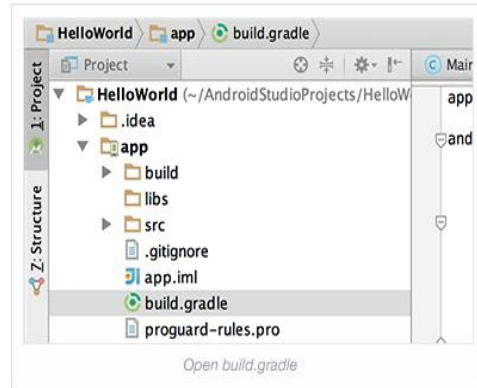 HelloWorld app build.gradle
Project
Main
1: Project
Z: Structure
HelloWorld (~/AndroidStudioProjects/HelloW
app
.idea
and
app
build
libs
src
.gitignore
app.iml
build.gradle
proguard-rules.pro
Open build.gradle